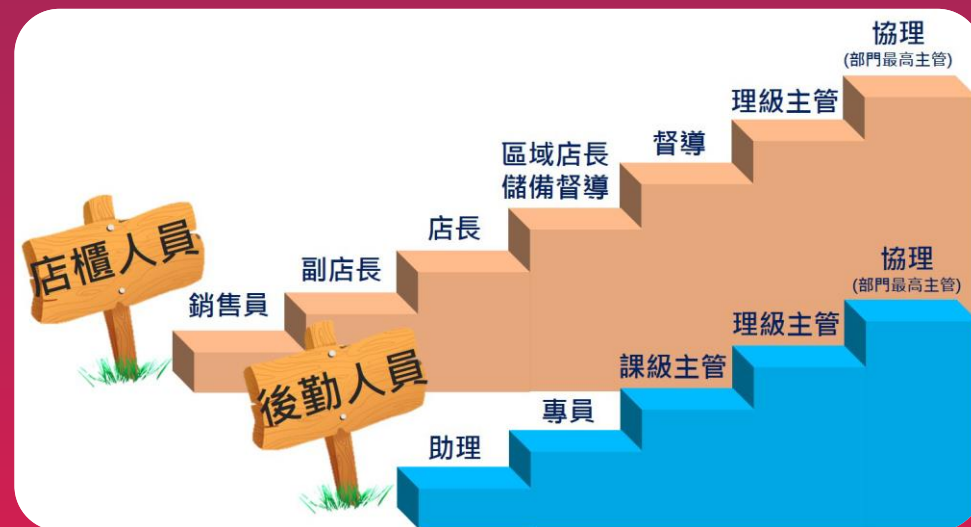 店櫃人員
銷售員
副店長
店長
區域店長
儲備督導
督導
理級主管
協理
(部門最高主管)
後勤人員
助理
專員
課級主管
理級主管
協理
(部門最高主管)